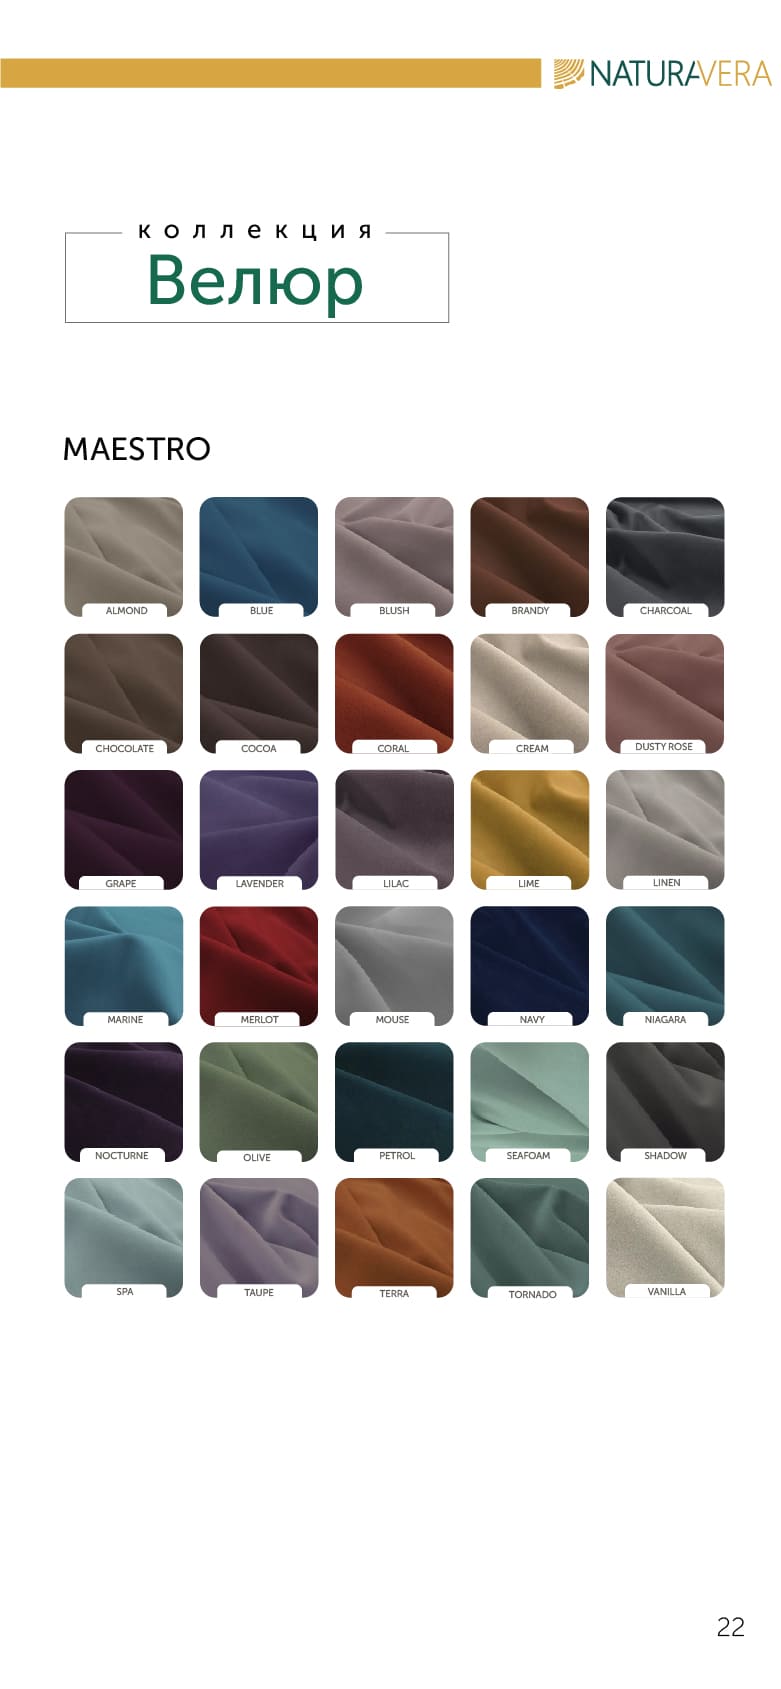 NATURAVERA
коллекция
Велюр
MAESTRO
ALMOND
BLUE
BLUSH
BRANDY
CHARCOAL
CHOCOLATE
COCOA
CORAL
CREAM
DUSTY ROSE
GRAPE
LAVENDER
LILAC
LIME
LINEN
MARINE
MERLOT
MOUSE
NAVY
NIAGARA
NOCTURNE
OLIVE
PETROL
SEAFOAM
SHADOW
SPA
TAUPE
TERRA
TORNADO
VANILLA
22